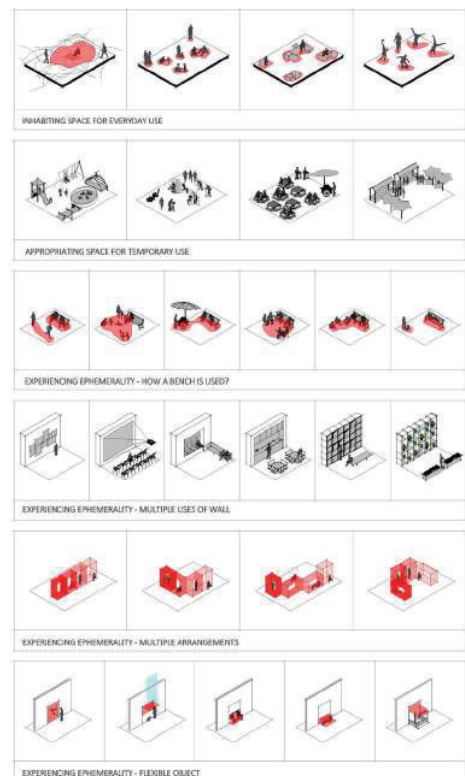 INHABITING SPACE FOR EVERYDAY USE
APPROPRIATING SPACE FOR TEMPORARY USE
EXPERIENCING EPHEMERALITY - HOW A BENCH IS USED?
EXPERIENCING EPHEMERALITY - MULTIPLE USES OF WALL
EXPERIENCING EPHEMERALITY - MULTIPLE ARRANGEMENTS
EXPERIENCING EPHEMERALITY - FLEXIBLE OBJECT